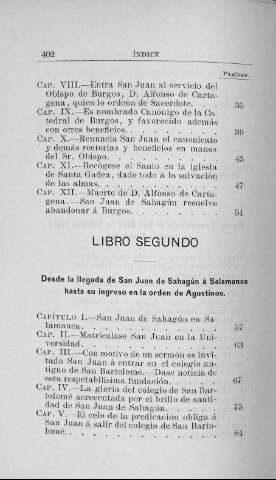 402 ÍNDICE
Páginas.
CAP. VIII.—Entra San Juan al servicio del
Obispo de Burgos, D. Alfonso de Carta-
gena, quien lo ordena de Sacerdote. . . . 35
CAP. IX.—Es nombrado Canónigo de la Ca-
tedral de Burgos, y favorecido además
con otros beneficios. . . . . . . . . 39
CAP. X.—Renuncia San Juan el canonicato
y demás rectorías y beneficios en manos
del Sr. Obispo. . . . . . . . . . . 43
CAP. XI.—Recógese el Santo en la Iglesia
de Santa Gadea, dado todo á la salvación
de las almas. . . . . . . . . . . . 47
CAP. XII.—Muerte de D. Alfonso de Carta-
gena.—San Juan de Sahagún resuelve
abandonar á Burgos. . . . . . . . . 51
LIBRO SEGUNDO
Desde la llegada de San Juan de Sahagún á Salamanca
hasta su ingreso en la orden de Agustinos.
CAPÍTULO I.—San Juan de Sahagún en Sa-
lamanca. . . . . . . . . . . . . 57
CAP. II.—Matricúlase San Juan en la Uni-
versidad. . . . . . . . . . . . . 63
CAP. III.—Con motivo de un sermón es invi-
tado San Juan á entrar en el colegio an-
tiguo de San Bartolomé.—Dase noticia de
esta respetabilísima fundación. . . . . 67
CAP. IV.—La gloria del colegio de San Bar-
tolomé acrecentada por el brillo de santi-
dad de San Juan de Sahagún. . . . . 75
CAP. V.—El celo de la predicación obliga á
San Juan á salir del colegio de San Barto-
lomé. . . . . . . . . . . . . . 84